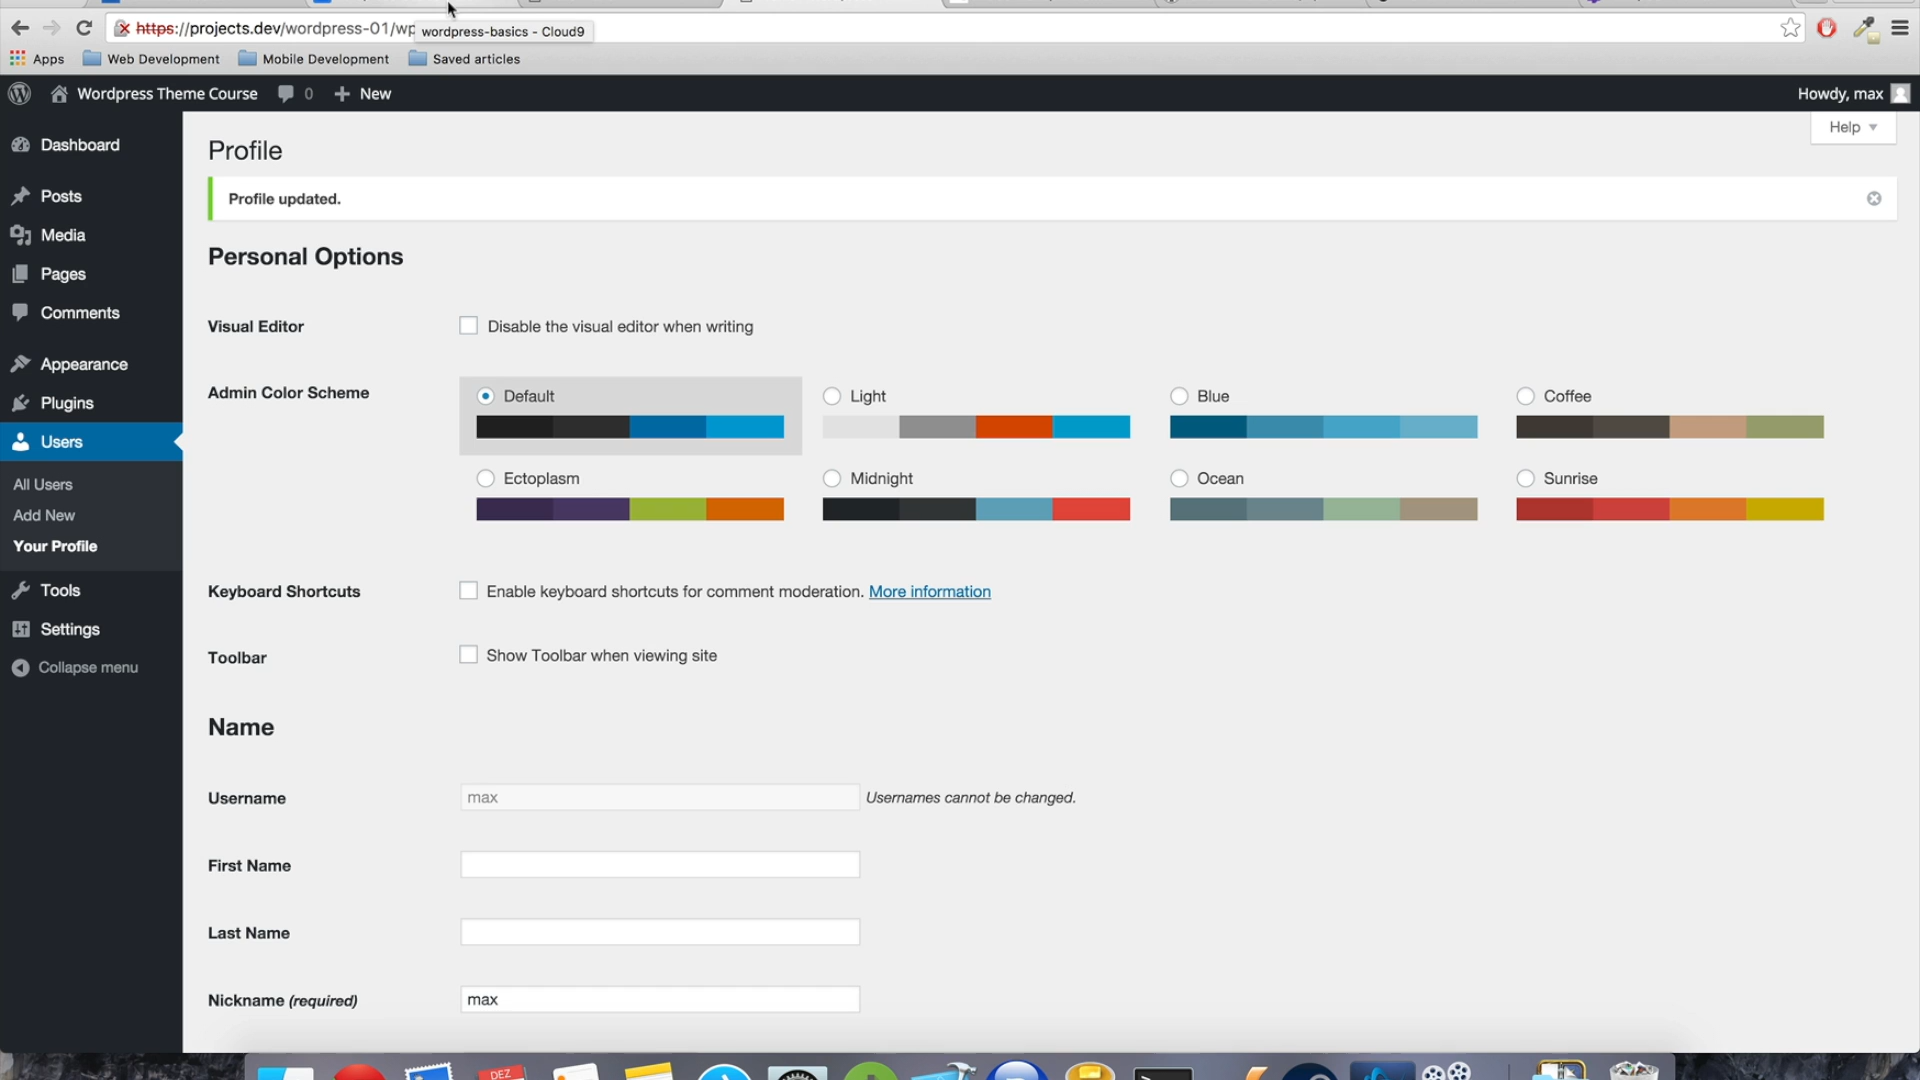 https://projects.dev/wordpress-01/wp
wordpress-basics - Cloud9
Apps Web Development Mobile Development Saved articles
Wordpress Theme Course 0 + New Howdy, max
Help
Dashboard
Posts
Media
Pages
Comments
Appearance
Plugins
Users
All Users
Add New
Your Profile
Tools
Settings
Collapse menu
Profile
Profile updated.
Personal Options
Visual Editor Disable the visual editor when writing
Admin Color Scheme Default Light Blue Coffee
Ectoplasm Midnight Ocean Sunrise
Keyboard Shortcuts Enable keyboard shortcuts for comment moderation. More information
Toolbar Show Toolbar when viewing site
Name
Username max Usernames cannot be changed.
First Name
Last Name
Nickname (required) max
DEZ